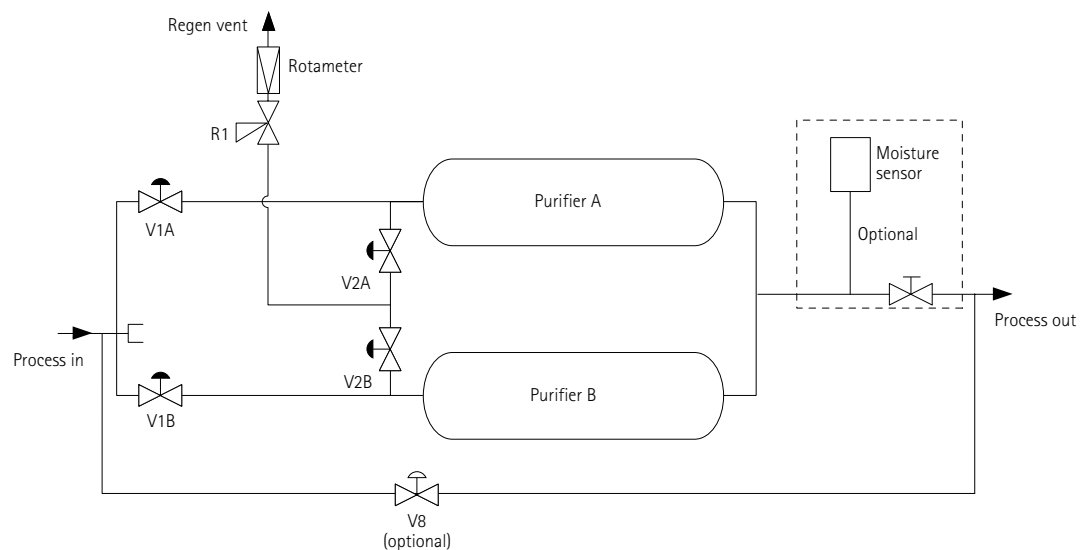 Regen vent
Rotameter
R1
Moisture
sensor
Purifier A
V1A
Optional
V2A
Process out
Process in
V2B
Purifier B
V1B
V8
(optional)